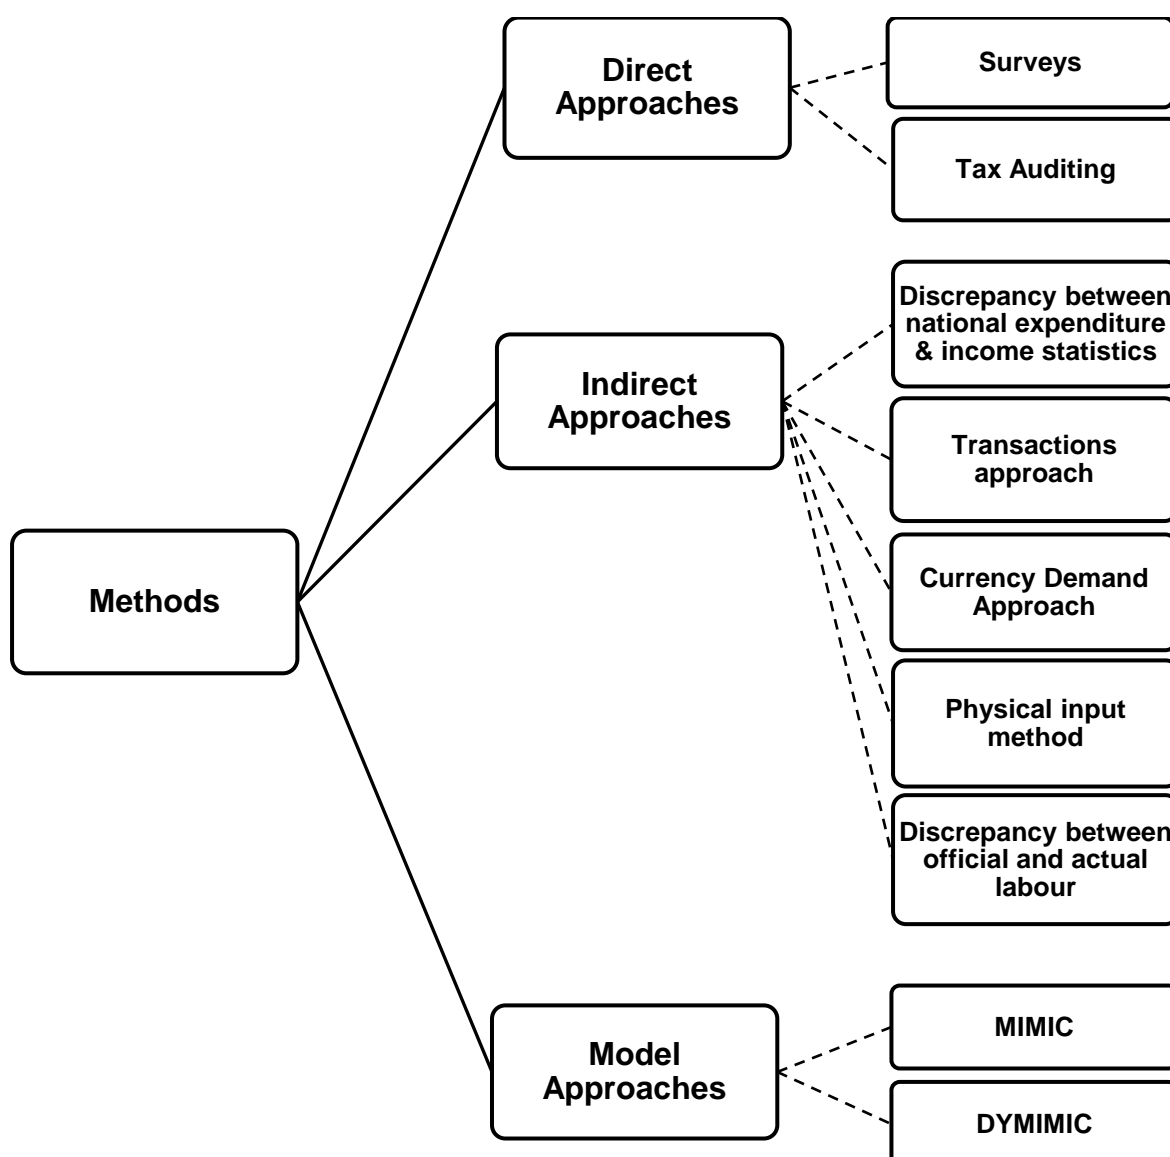 Methods
Direct
Approaches
Surveys
Tax Auditing
Indirect
Approaches
Discrepancy between
national expenditure
& income statistics
Transactions
approach
Currency Demand
Approach
Physical input
method
Discrepancy between
official and actual
labour
Model
Approaches
MIMIC
DYMIMIC